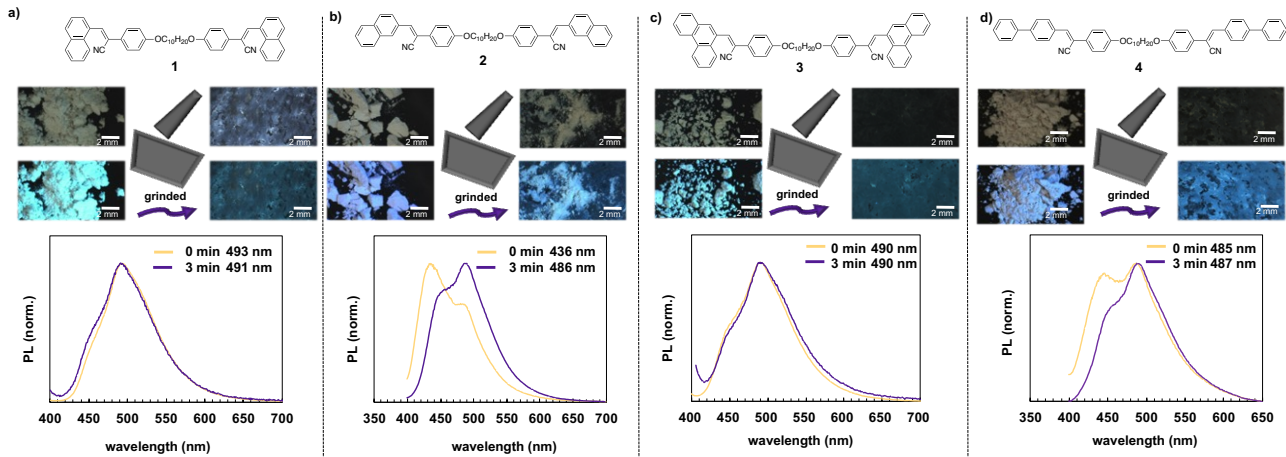 a)
CN
OC10H20O
CN
1
2 mm
2 mm
2 mm
2 mm
grinded
0 min 493 nm
3 min 491 nm
PL (norm.)
400 450 500 550 600 650 700
wavelength (nm)
b)
CN
OC10H20O
CN
2
2 mm
2 mm
2 mm
2 mm
grinded
0 min 436 nm
3 min 486 nm
PL (norm.)
350 400 450 500 550 600 650 700
wavelength (nm)
c)
CN
OC10H20O
CN
3
2 mm
2 mm
2 mm
2 mm
grinded
0 min 490 nm
3 min 490 nm
PL (norm.)
400 450 500 550 600 650 700
wavelength (nm)
d)
CN
OC10H20O
CN
4
2 mm
2 mm
2 mm
2 mm
grinded
0 min 485 nm
3 min 487 nm
PL (norm.)
350 400 450 500 550 600 650
wavelength (nm)